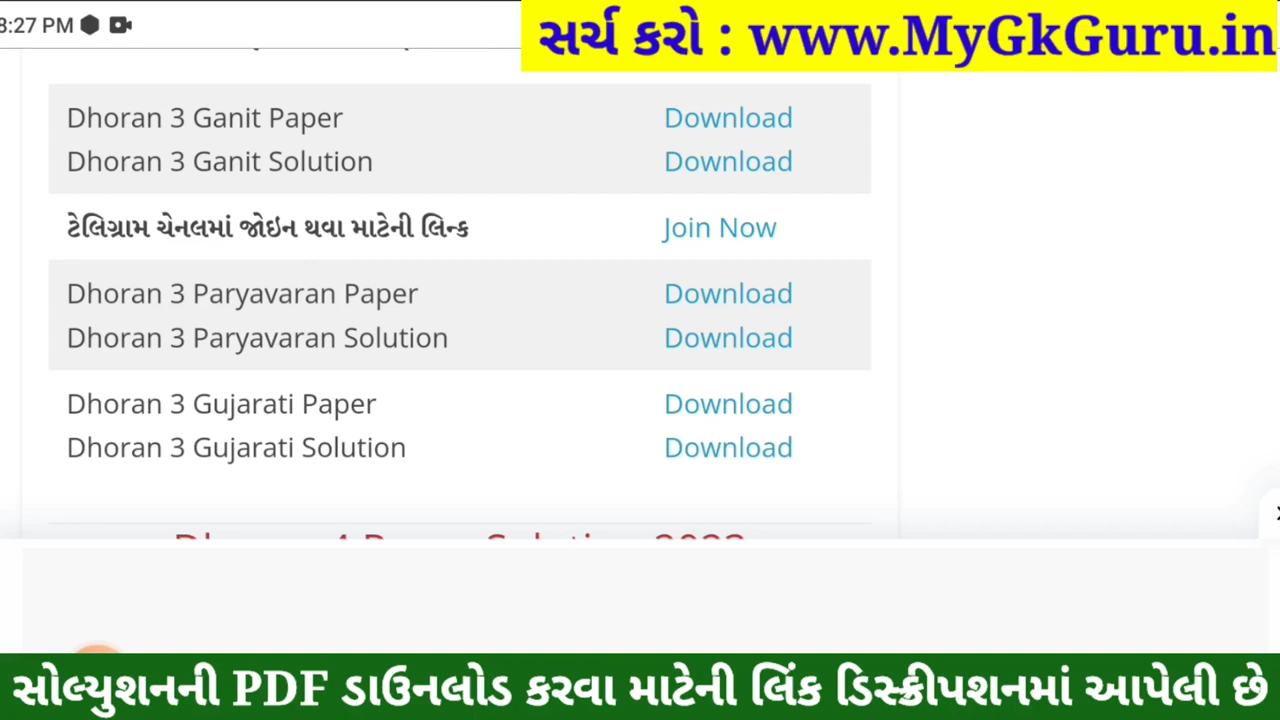 8:27 PM
સર્ચ કરો : www.MyGkGuru.in
Dhoran 3 Ganit Paper Download
Dhoran 3 Ganit Solution Download
ટેલિગ્રામ ચેનલમાં જોઇન થવા માટેની લિન્ક Join Now
Dhoran 3 Paryavaran Paper Download
Dhoran 3 Paryavaran Solution Download
Dhoran 3 Gujarati Paper Download
Dhoran 3 Gujarati Solution Download
સોલ્યુશનની PDF ડાઉનલોડ કરવા માટેની લિંક ડિસ્ક્રીપશનમાં આપેલી છે